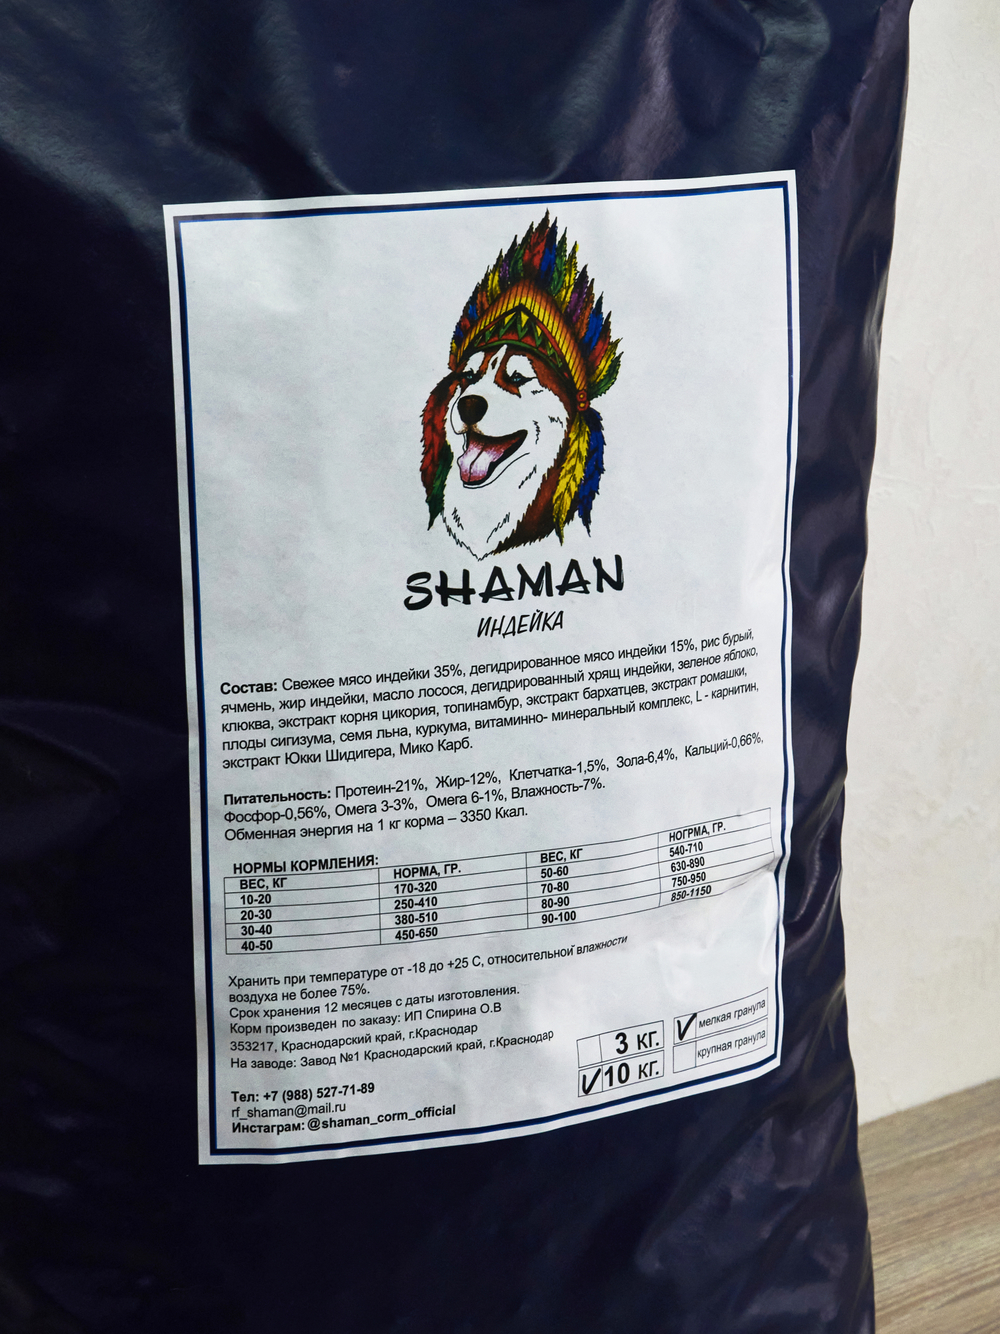 SHAMAN
ИНДЕЙКА
Состав: Свежее мясо индейки 35%, дегидрированное мясо индейки 15%, рис бурый,
ячмень, жир индейки, масло лосося, дегидрированный хрящ индейки, зеленое яблоко,
клюква, экстракт корня цикория, топинамбур, экстракт бархатцев, экстракт ромашки,
плоды сигизума, семя льна, куркума, витаминно- минеральный комплекс, L - карнитин,
экстракт Юкки Шидигера, Мико Карб.
Питательность: Протеин-21%, Жир-12%, Клетчатка-1,5%, Зола-6,4%, Кальций-0,66%,
Фосфор-0,56%, Омега 3-3%, Омега 6-1%, Влажность-7%.
Обменная энергия на 1 кг корма – 3350 Ккал.
НОРМЫ КОРМЛЕНИЯ:
ВЕС, КГ НОРМА, ГР. ВЕС, КГ НОГРМА, ГР.
10-20 170-320 50-60 540-710
20-30 250-410 70-80 630-890
30-40 380-510 80-90 750-950
40-50 450-650 90-100 850-1150
Хранить при температуре от -18 до +25 С, относительной влажности
воздуха не более 75%.
Срок хранения 12 месяцев с даты изготовления.
Корм произведен по заказу: ИП Спирина О.В
353217, Краснодарский край, г.Краснодар
На заводе: Завод №1 Краснодарский край, г.Краснодар
3 КГ.
10 КГ.
мелкая гранула
крупная гранула
Тел: +7 (988) 527-71-89
rf_shaman@mail.ru
Инстаграм: @shaman_corm_official